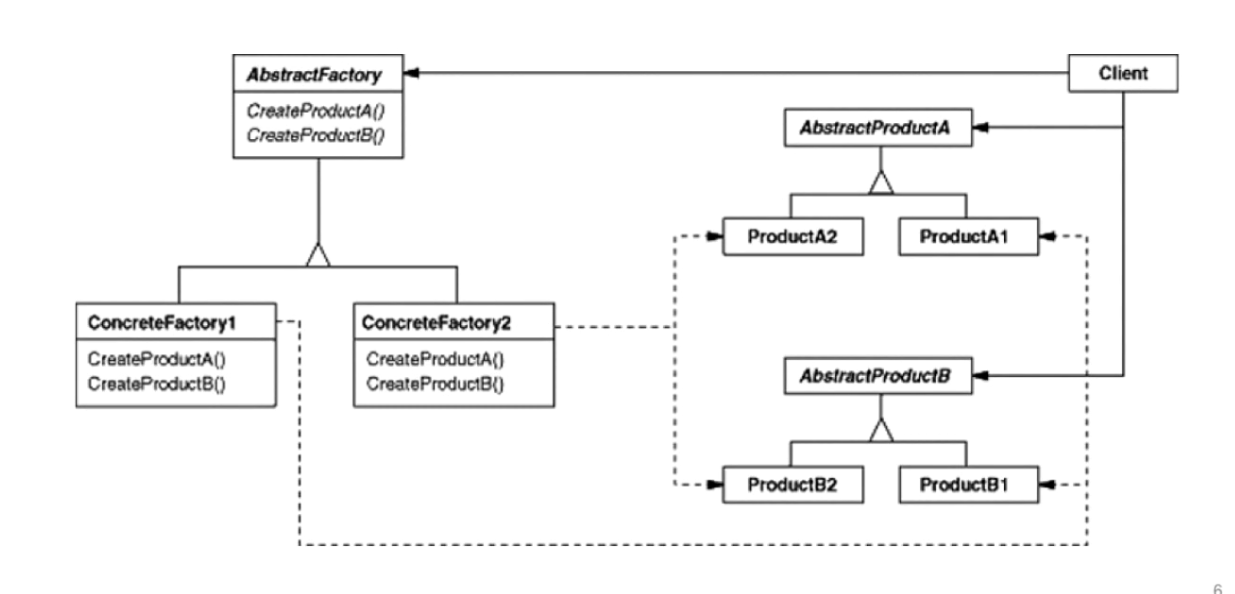 AbstractFactory
CreateProductA()
CreateProductB()
Client
AbstractProductA
ProductA2
ProductA1
ConcreteFactory1
CreateProductA()
CreateProductB()
ConcreteFactory2
CreateProductA()
CreateProductB()
AbstractProductB
ProductB2
ProductB1
6